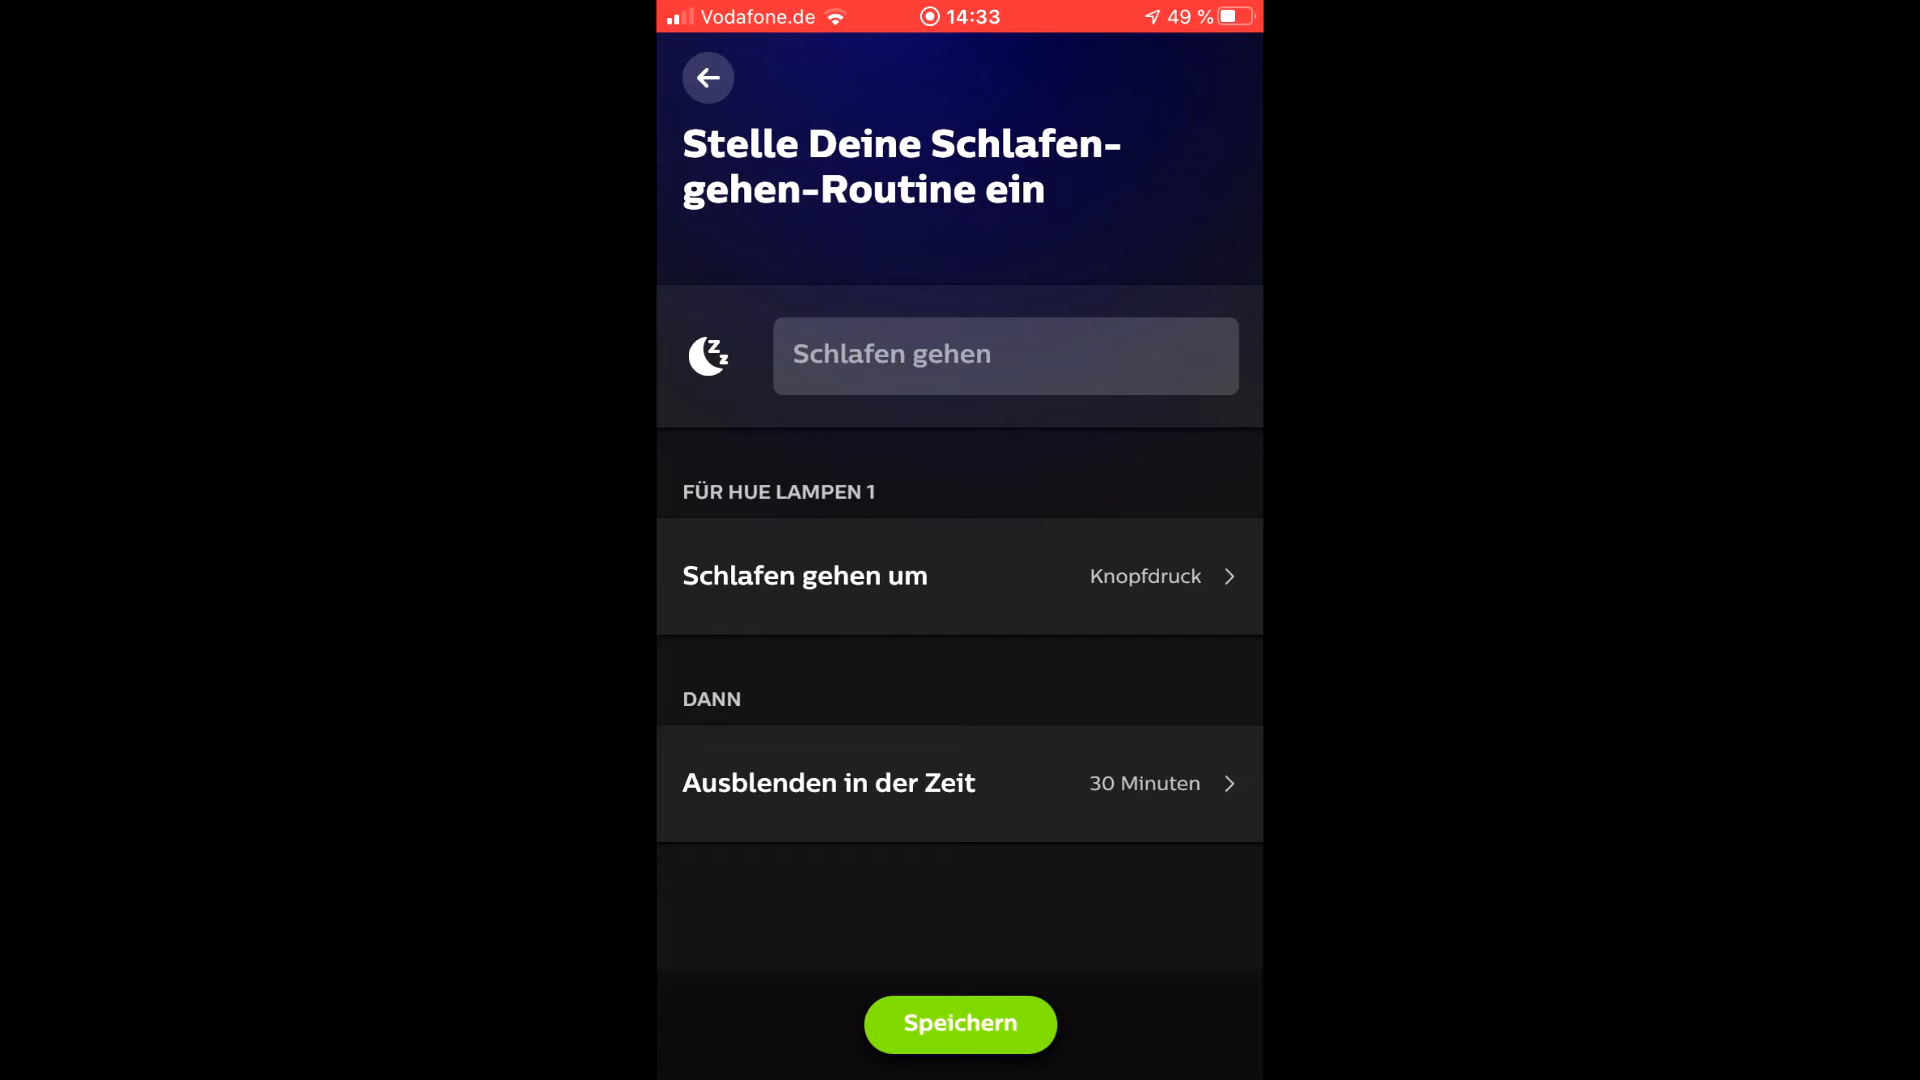 Vodafone.de 14:33 49 %
Stelle Deine Schlafen-
gehen-Routine ein
Schlafen gehen
FÜR HUE LAMPEN 1
Schlafen gehen um Knopfdruck
DANN
Ausblenden in der Zeit 30 Minuten
Speichern